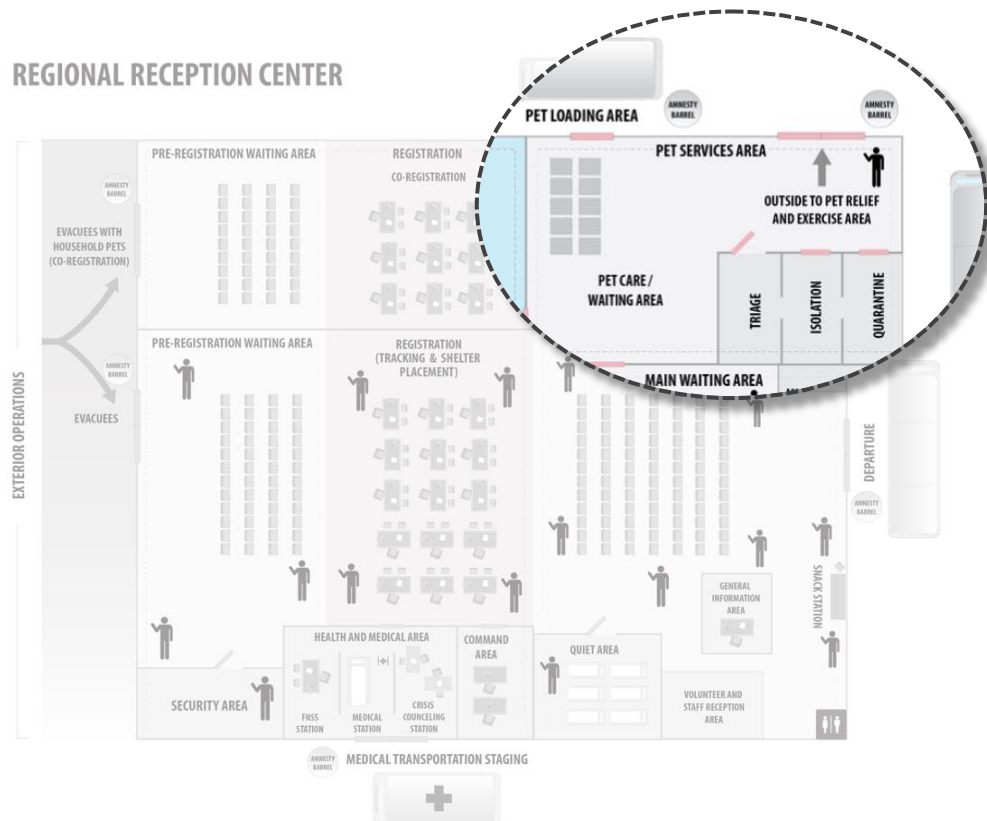 REGIONAL RECEPTION CENTER
PET LOADING AREA
AMNESTY
BARREL
AMNESTY
BARREL
PET SERVICES AREA
OUTSIDE TO PET RELIEF
AND EXERCISE AREA
PET CARE /
WAITING AREA
TRIAGE
ISOLATION
QUARANTINE
PRE-REGISTRATION WAITING AREA
REGISTRATION
CO-REGISTRATION
AMNESTY
BARREL
EVACUEES WITH
HOUSEHOLD PETS
(CO-REGISTRATION)
EXTERIOR OPERATIONS
AMNESTY
BARREL
EVACUEES
PRE-REGISTRATION WAITING AREA
REGISTRATION
(TRACKING & SHELTER
PLACEMENT)
MAIN WAITING AREA
DEPARTURE
AMNESTY
BARREL
SNACK STATION
GENERAL
INFORMATION
AREA
HEALTH AND MEDICAL AREA
COMMAND
AREA
QUIET AREA
SECURITY AREA
FNSS
STATION
MEDICAL
STATION
CRISIS
COUNCELING
STATION
VOLUNTEER AND
STAFF RECEPTION
AREA
AMNESTY
BARREL
MEDICAL TRANSPORTATION STAGING